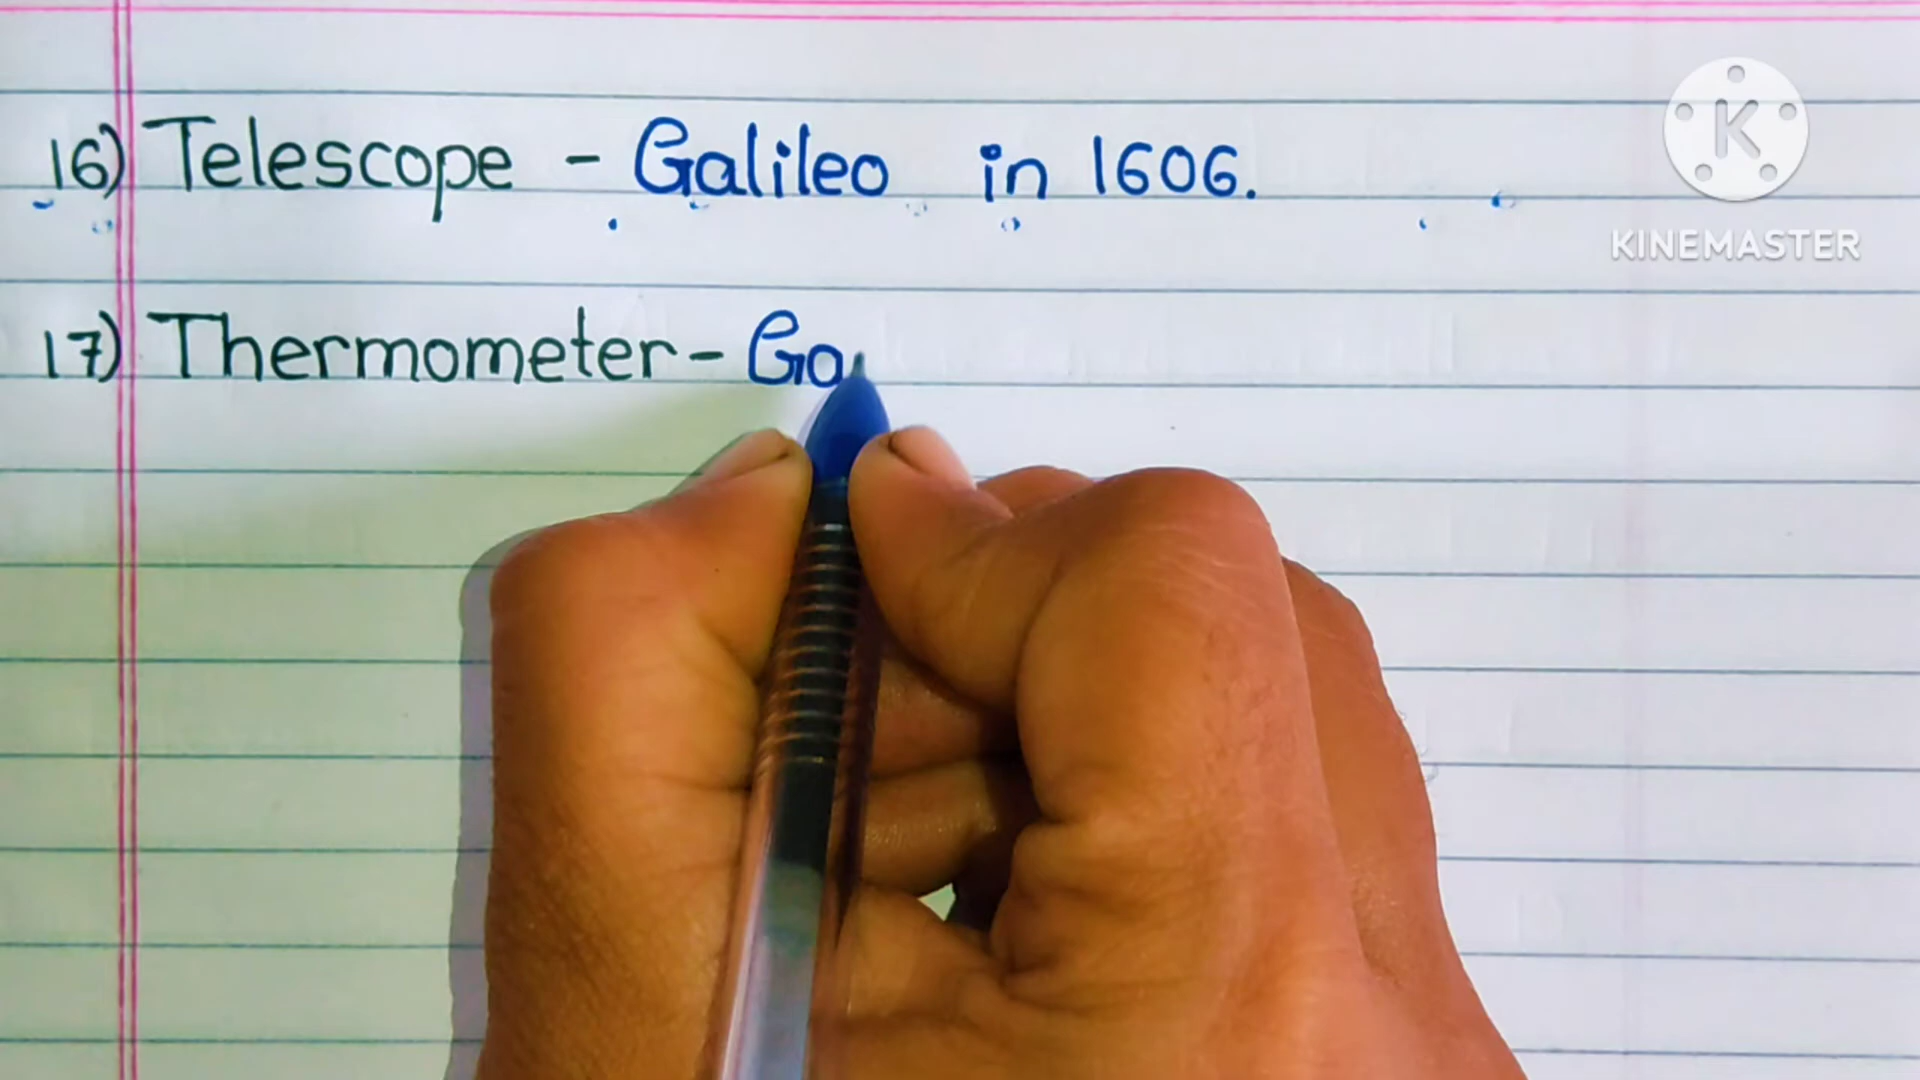 16) Telescope - Galileo in 1606.
KINEMASTER
17) Thermometer - Ga